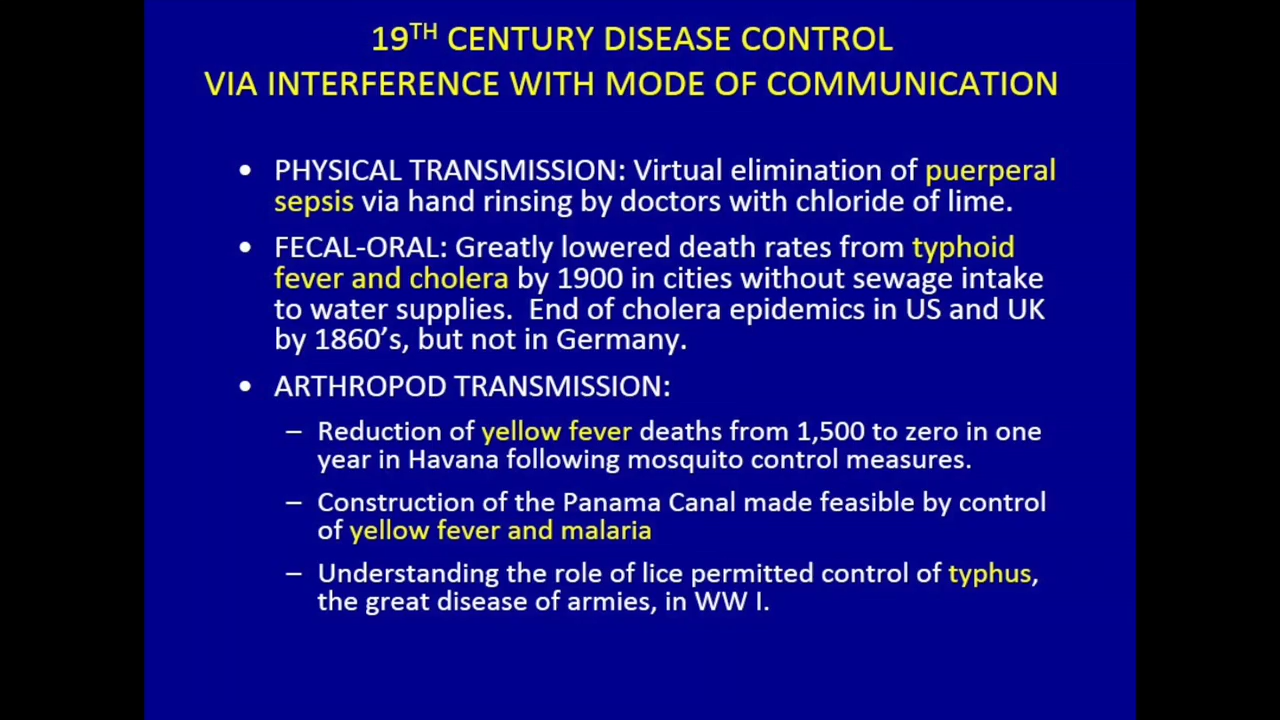 19TH CENTURY DISEASE CONTROL
VIA INTERFERENCE WITH MODE OF COMMUNICATION
• PHYSICAL TRANSMISSION: Virtual elimination of puerperal
sepsis via hand rinsing by doctors with chloride of lime.
• FECAL-ORAL: Greatly lowered death rates from typhoid
fever and cholera by 1900 in cities without sewage intake
to water supplies.  End of cholera epidemics in US and UK
by 1860’s, but not in Germany.
• ARTHROPOD TRANSMISSION:
– Reduction of yellow fever deaths from 1,500 to zero in one
year in Havana following mosquito control measures.
– Construction of the Panama Canal made feasible by control
of yellow fever and malaria
– Understanding the role of lice permitted control of typhus,
the great disease of armies, in WW I.